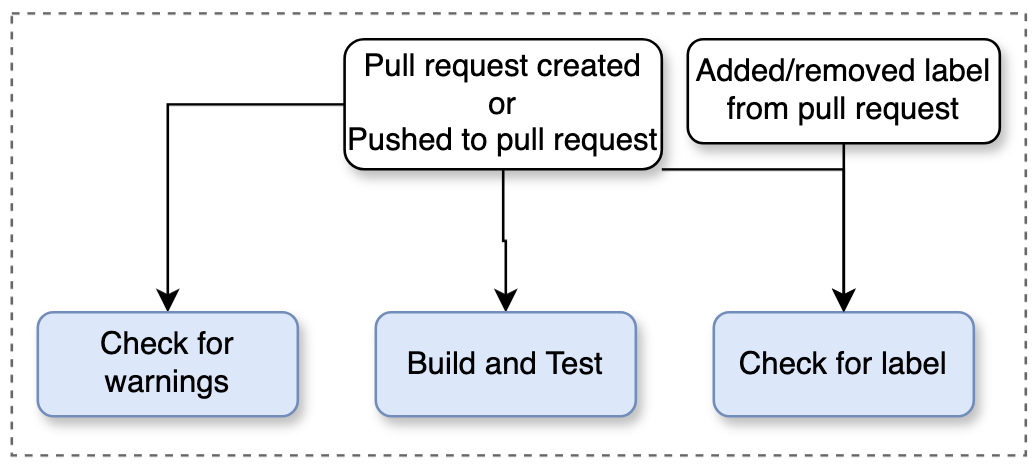 Pull request created
or
Pushed to pull request
Added/removed label
from pull request
Check for
warnings
Build and Test
Check for label